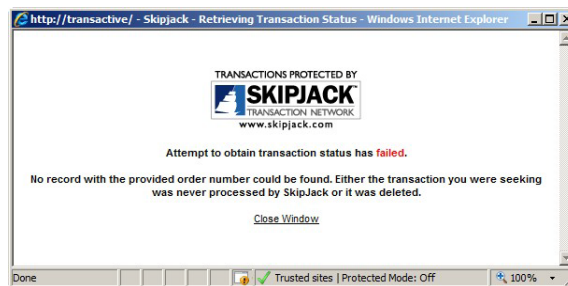 http://transactive/ - Skipjack - Retrieving Transaction Status - Windows Internet Explorer
TRANSACTIONS PROTECTED BY
SKIPJACK
TRANSACTION NETWORK
www.skipjack.com
Attempt to obtain transaction status has failed.
No record with the provided order number could be found. Either the transaction you were seeking
was never processed by SkipJack or it was deleted.
Close Window
Done
Trusted sites | Protected Mode: Off
100%